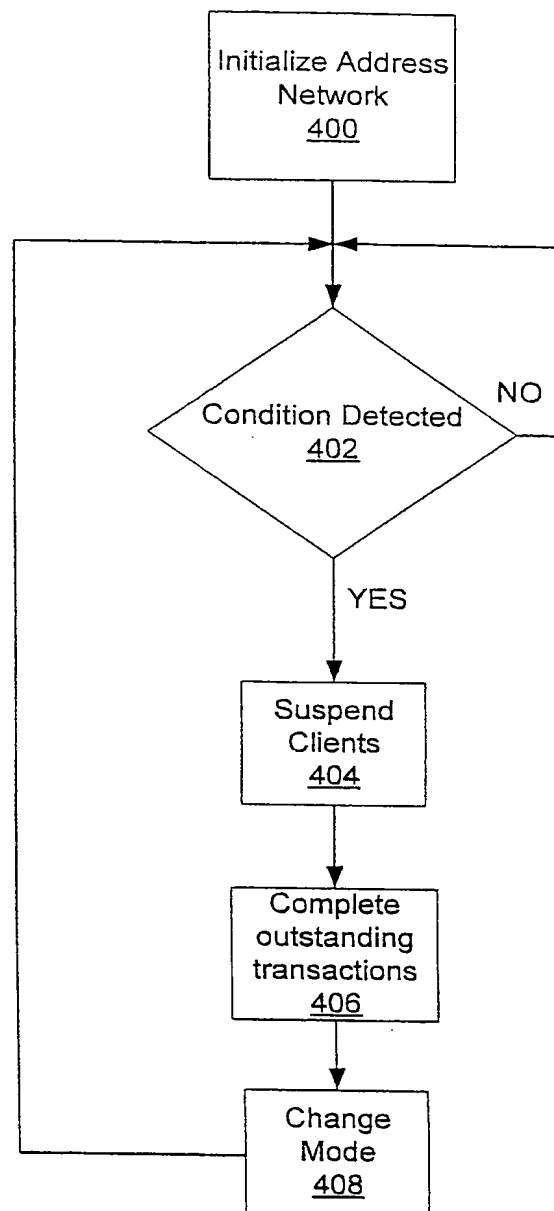 Initialize Address
Network
400
Condition Detected
402
NO
YES
Suspend
Clients
404
Complete
outstanding
transactions
406
Change
Mode
408